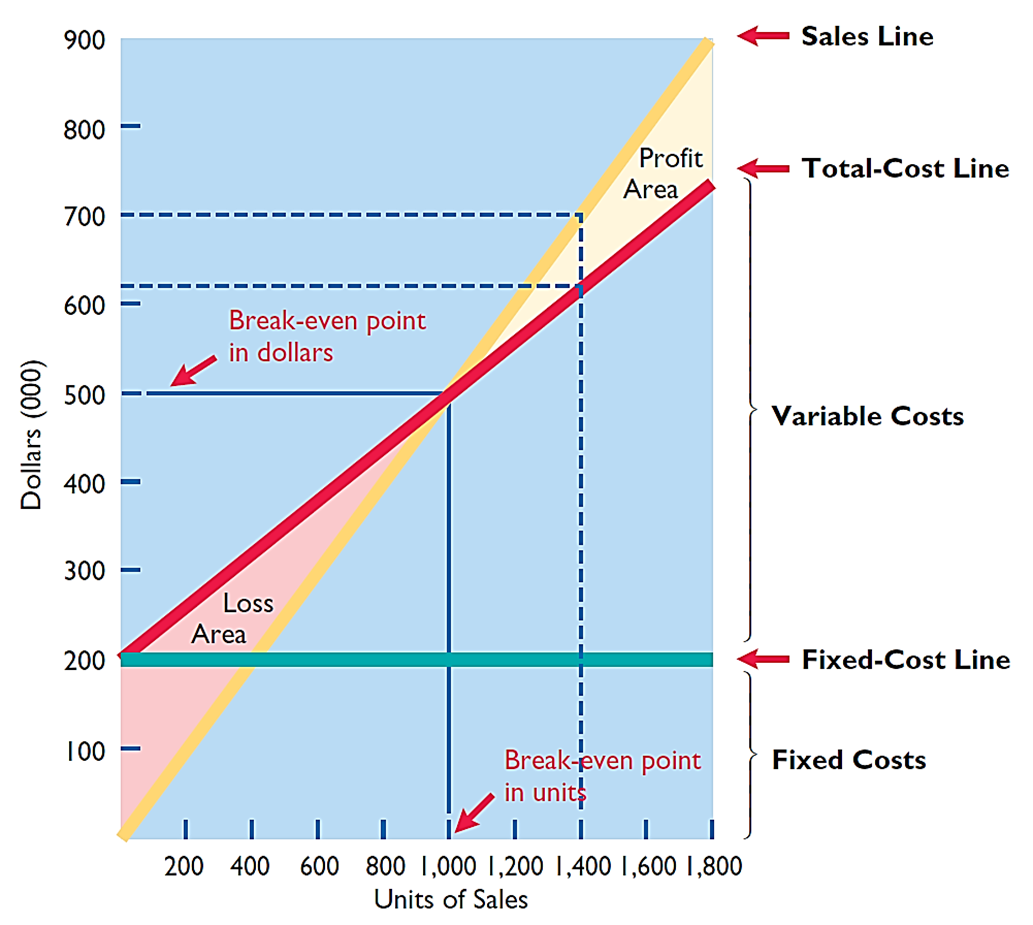 900
Sales Line
800
Profit
Area
Total-Cost Line
700
600
Break-even point
in dollars
500
Variable Costs
Dollars (000)
400
300
Loss
Area
200
Fixed-Cost Line
100
Break-even point
in units
Fixed Costs
200 400 600 800 1,000 1,200 1,400 1,600 1,800
Units of Sales